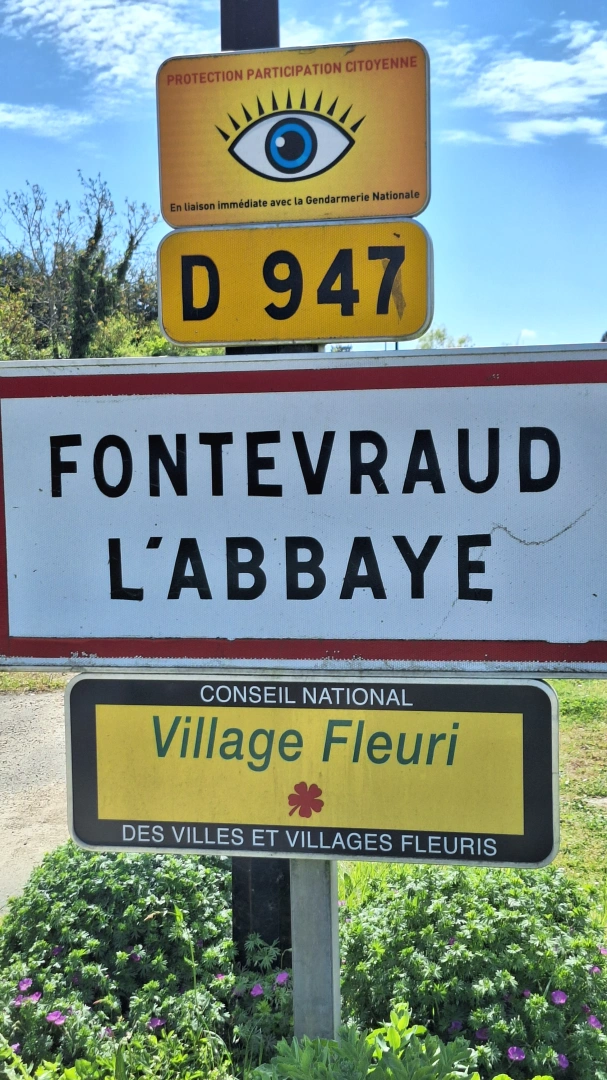 PROTECTION PARTICIPATION CITOYENNE
En liaison immédiate avec la Gendarmerie Nationale
D 947
FONTEVRAUD
L'ABBAYE
CONSEIL NATIONAL
Village Fleuri
DES VILLES ET VILLAGES FLEURIS